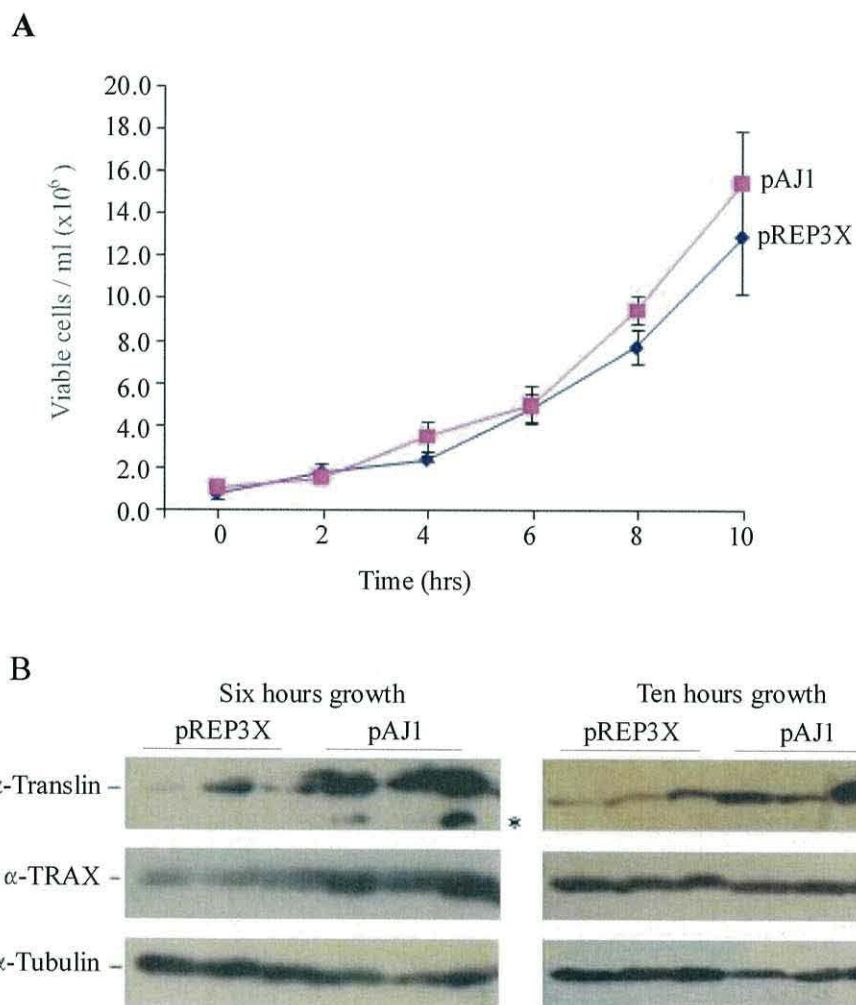 A
20.0
18.0
16.0
14.0
12.0
10.0
8.0
6.0
4.0
2.0
0.0
Viable cells / ml (x10⁶)
0 2 4 6 8 10
Time (hrs)
pAJ1
pREP3X
B
Six hours growth
pREP3X pAJ1
Ten hours growth
pREP3X pAJ1
α-Translin –
*
α-TRAX –
α-Tubulin –